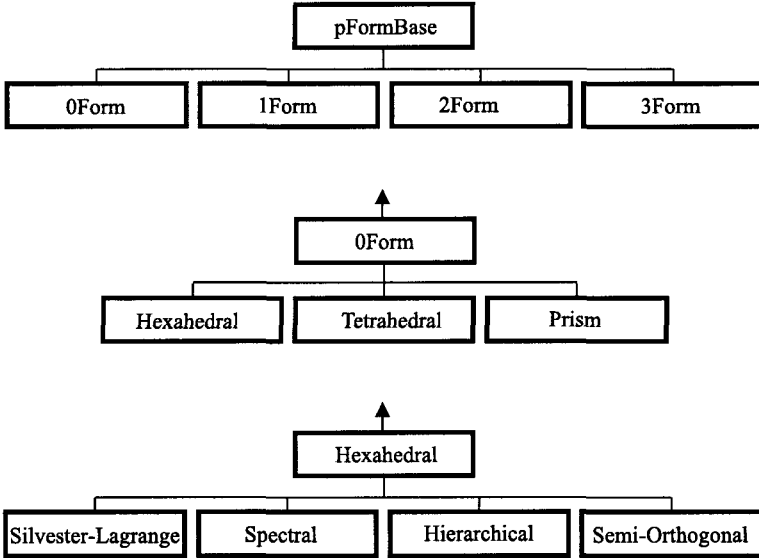 pFormBase
0Form
1Form
2Form
3Form
0Form
Hexahedral
Tetrahedral
Prism
Hexahedral
Silvester-Lagrange
Spectral
Hierarchical
Semi-Orthogonal